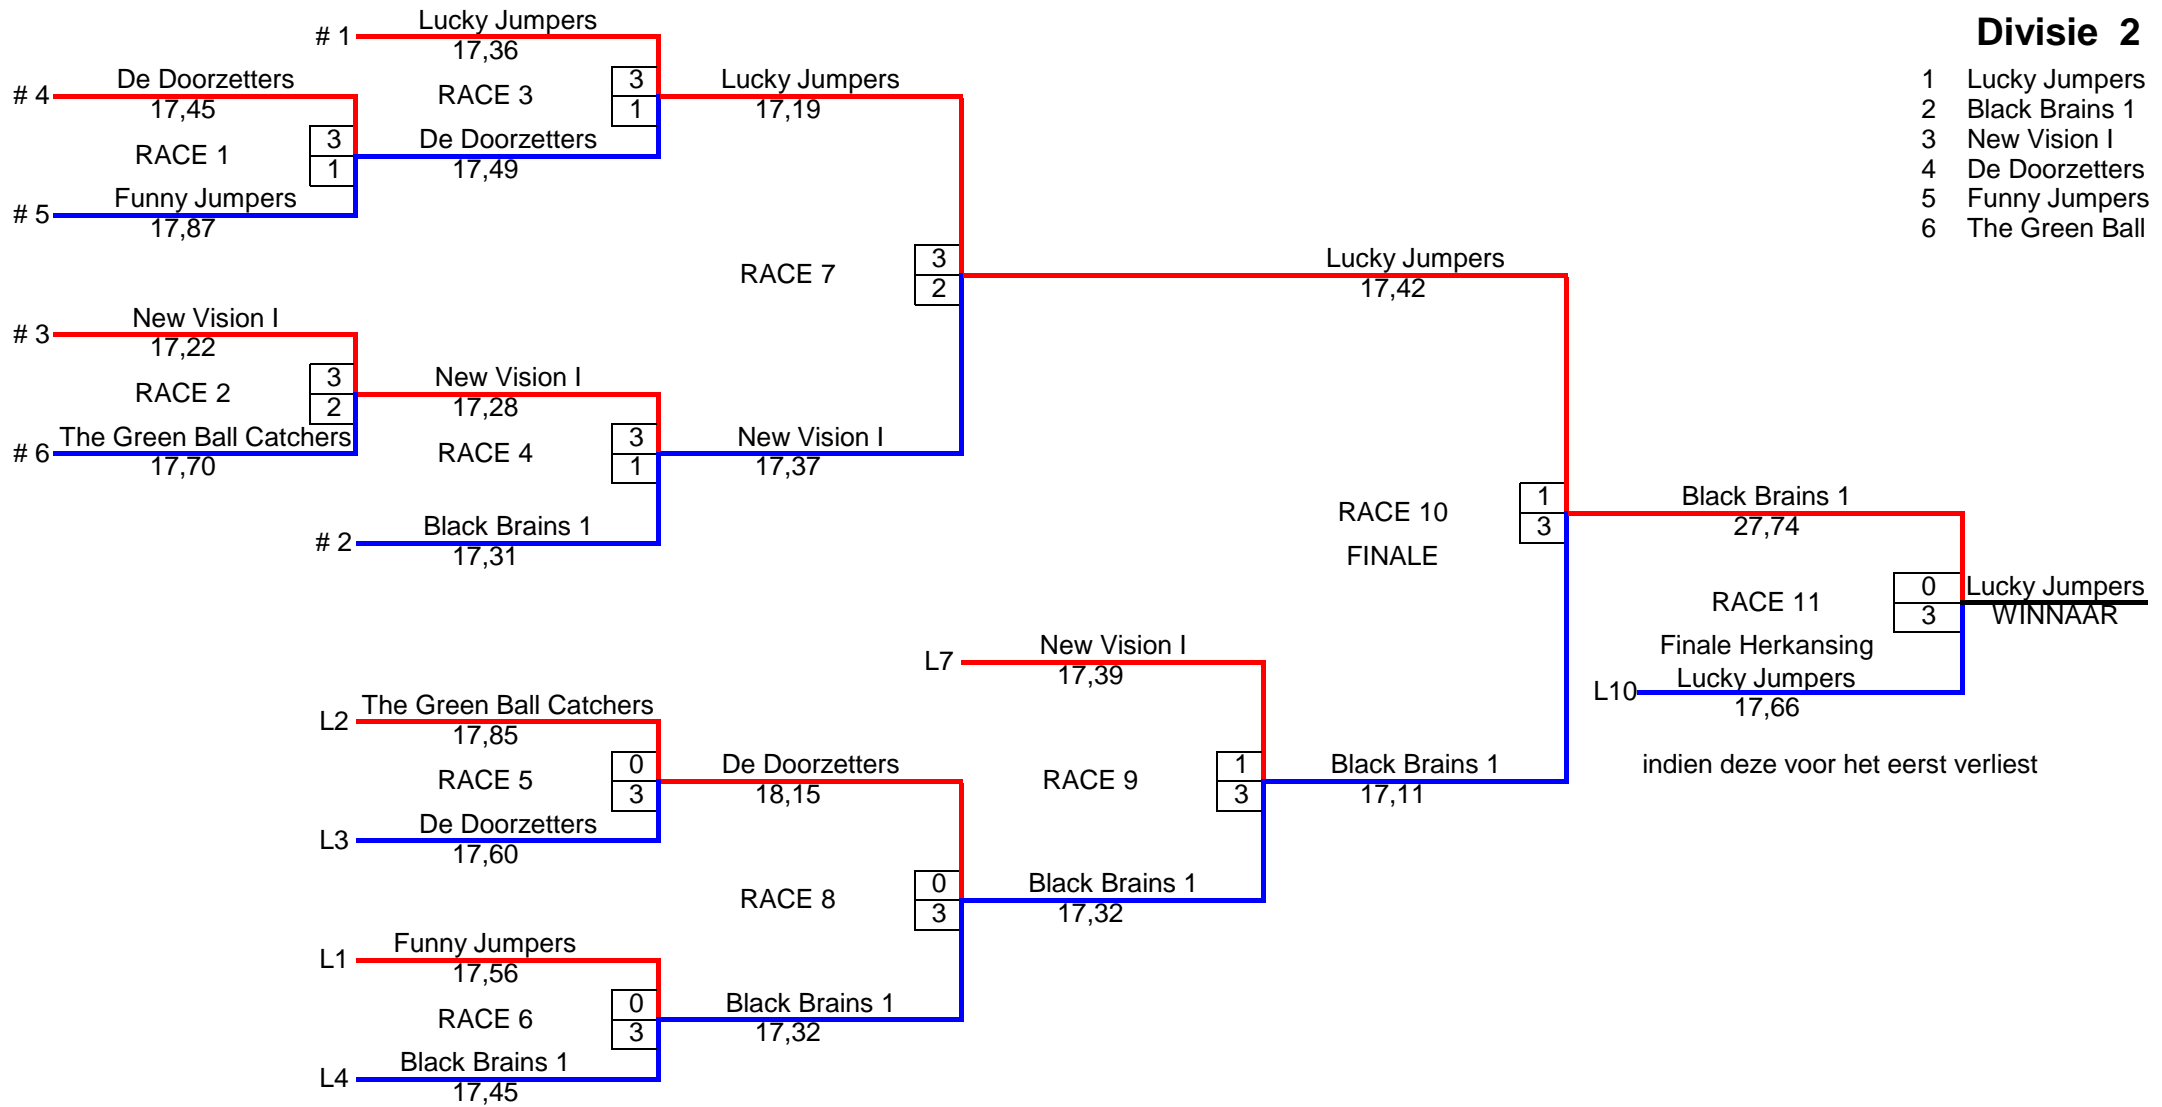 Divisie 2
1 Lucky Jumpers
2 Black Brains 1
3 New Vision I
4 De Doorzetters
5 Funny Jumpers
6 The Green Ball
# 1
Lucky Jumpers
17,36
# 4
De Doorzetters
17,45
RACE 1
3
1
# 5
Funny Jumpers
17,87
RACE 3
3
1
De Doorzetters
17,49
Lucky Jumpers
17,19
# 3
New Vision I
17,22
RACE 2
3
2
# 6
The Green Ball Catchers
17,70
New Vision I
17,28
RACE 4
3
1
# 2
Black Brains 1
17,31
RACE 7
3
2
New Vision I
17,37
Lucky Jumpers
17,42
RACE 10
FINALE
1
3
Black Brains 1
27,74
RACE 11
0
3
Finale Herkansing
L10
Lucky Jumpers
17,66
Lucky Jumpers
WINNAAR
indien deze voor het eerst verliest
L7
New Vision I
17,39
RACE 9
1
3
Black Brains 1
17,11
L2
The Green Ball Catchers
17,85
RACE 5
0
3
L3
De Doorzetters
17,60
De Doorzetters
18,15
RACE 8
0
3
Black Brains 1
17,32
L1
Funny Jumpers
17,56
RACE 6
0
3
L4
Black Brains 1
17,45
Black Brains 1
17,32